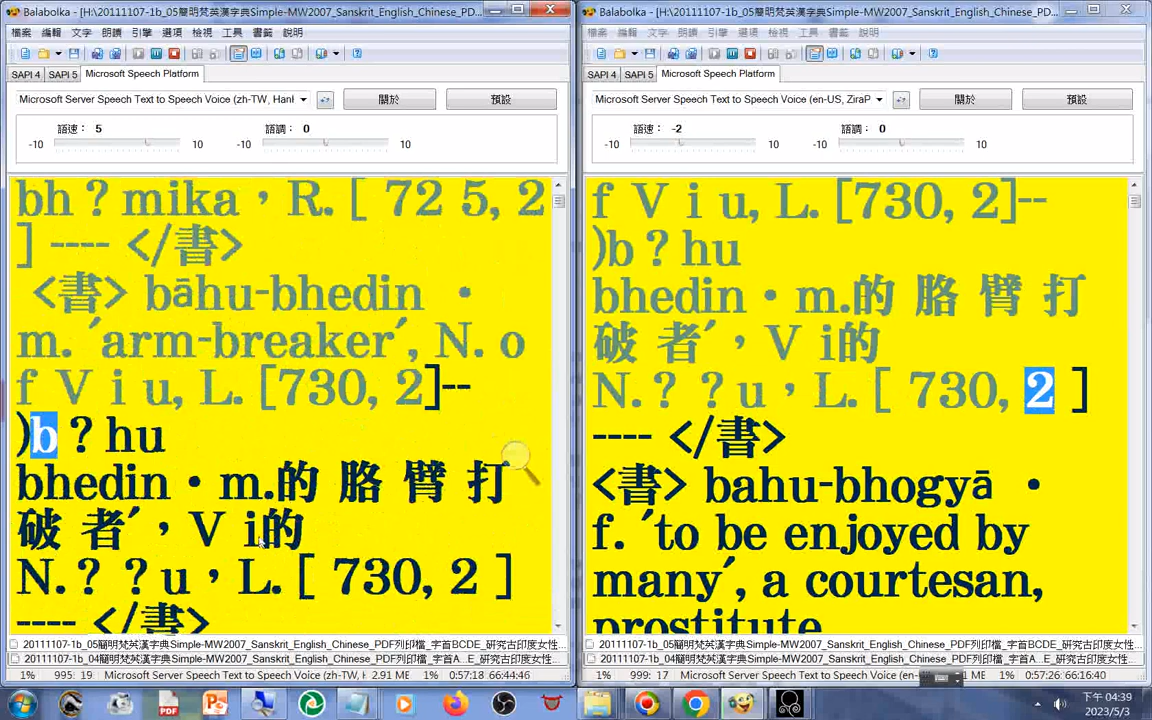 Balabolka - [H:\20111107-1b_05簡明梵英漢字典Simple-MW2007_Sanskrit_English_Chinese_PD...
檔案 編輯 文字 朗讀 引擎 選項 檢視 工具 書籤 說明
SAPI 4 SAPI 5 Microsoft Speech Platform
Microsoft Server Speech Text to Speech Voice (zh-TW, Hanl
關於 預設
語速: 5 語調: 0
-10 10 -10 10
bh ? mika，R. [ 72 5, 2
] ---- </書>
<書> bāhu-bhedin •
m. ′arm-breaker′, N. o
f V i u, L. [730, 2]--
)b ? hu
bhedin • m.的 胳 臂 打
破 者′，V i的
N. ? ? u，L. [ 730, 2 ]
---- </書>
20111107-1b_05簡明梵英漢字典Simple-MW2007_Sanskrit_English_Chinese_PDF列印檔_字首BCDE_研究古印度女性...
20111107-1b_04簡明梵英漢字典Simple-MW2007_Sanskrit_English_Chinese_PDF列印檔_字首A...E_研究古印度女性...
1% 995: 19 Microsoft Server Speech Text to Speech Voice (zh-TW, 2.91 ME 1% 0:57:18 66:44:46
Balabolka - [H:\20111107-1b_05簡明梵英漢字典Simple-MW2007_Sanskrit_English_Chinese_PD...
檔案 編輯 文字 朗讀 引擎 選項 檢視 工具 書籤 說明
SAPI 4 SAPI 5 Microsoft Speech Platform
Microsoft Server Speech Text to Speech Voice (en-US, ZiraP
關於 預設
語速: -2 語調: 0
-10 10 -10 10
f V i u, L. [730, 2]--
)b ? hu
bhedin • m.的 胳 臂 打
破 者′，V i的
N. ? ? u，L. [ 730, 2 ]
---- </書>
<書> bahu-bhogyā •
f. ′to be enjoyed by
many′, a courtesan,
prostitute
20111107-1b_05簡明梵英漢字典Simple-MW2007_Sanskrit_English_Chinese_PDF列印檔_字首BCDE_研究古印度女性...
20111107-1b_04簡明梵英漢字典Simple-MW2007_Sanskrit_English_Chinese_PDF列印檔_字首A...E_研究古印度女性...
1% 999: 17 Microsoft Server Speech Text to Speech Voice (en-US, 1% 0:57:26 66:16:40
PDF
下午 04:39
2023/5/3